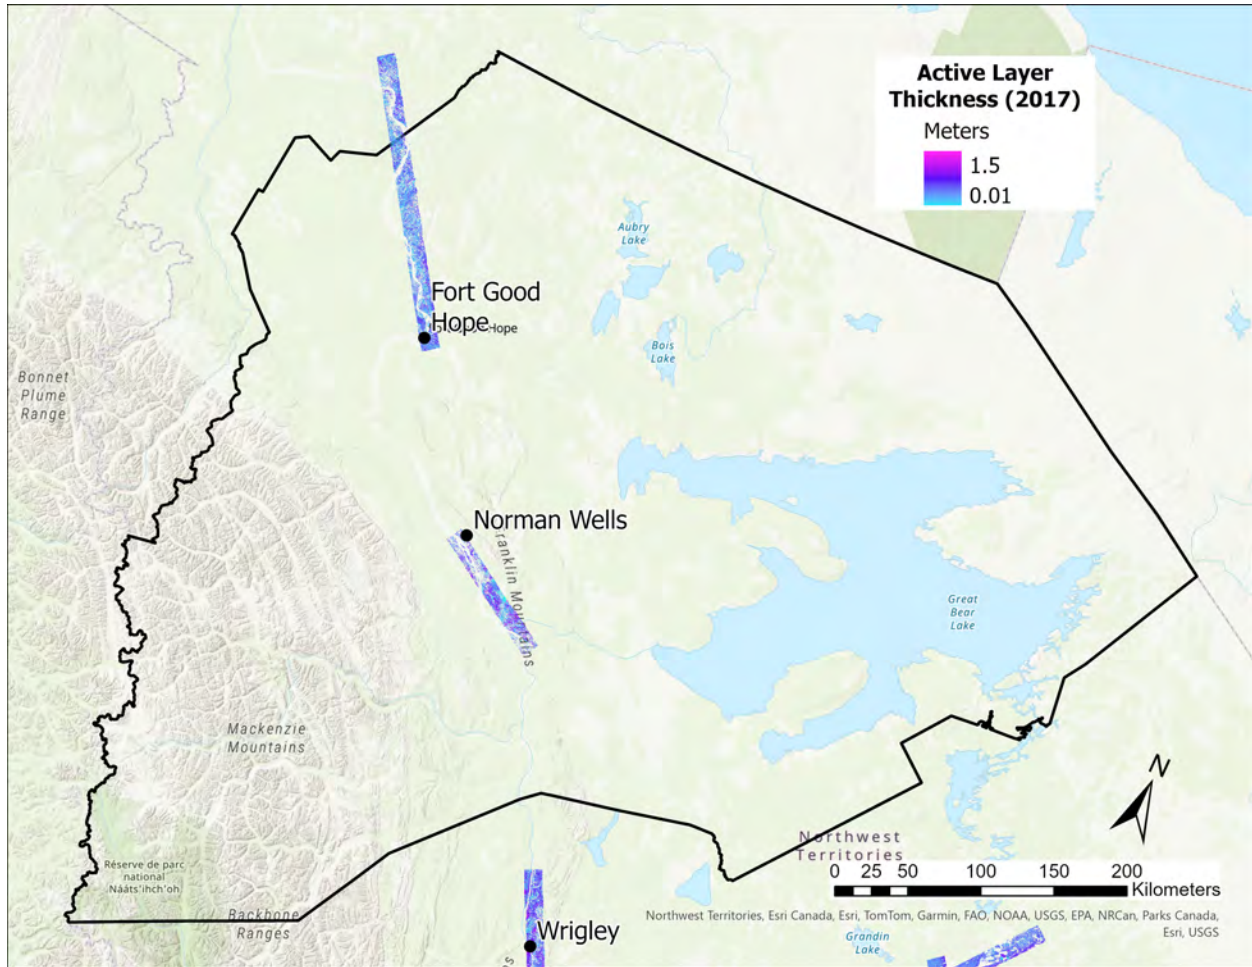 Active Layer
Thickness (2017)
Meters
1.5
0.01
Aubry
Lake
Fort Good
Hope
Hope
Bois
Lake
Bonnet
Plume
Range
Norman Wells
Franklin Mountains
Great
Bear
Lake
Mackenzie
Mountains
N
Northwest
Territories
Réserve de parc
national
Nááts'ihch'oh
0 25 50 100 150 200
Kilometers
Backbone
Ranges
Northwest Territories, Esri Canada, Esri, TomTom, Garmin, FAO, NOAA, USGS, EPA, NRCan, Parks Canada,
Esri, USGS
Wrigley
Grandin
Lake